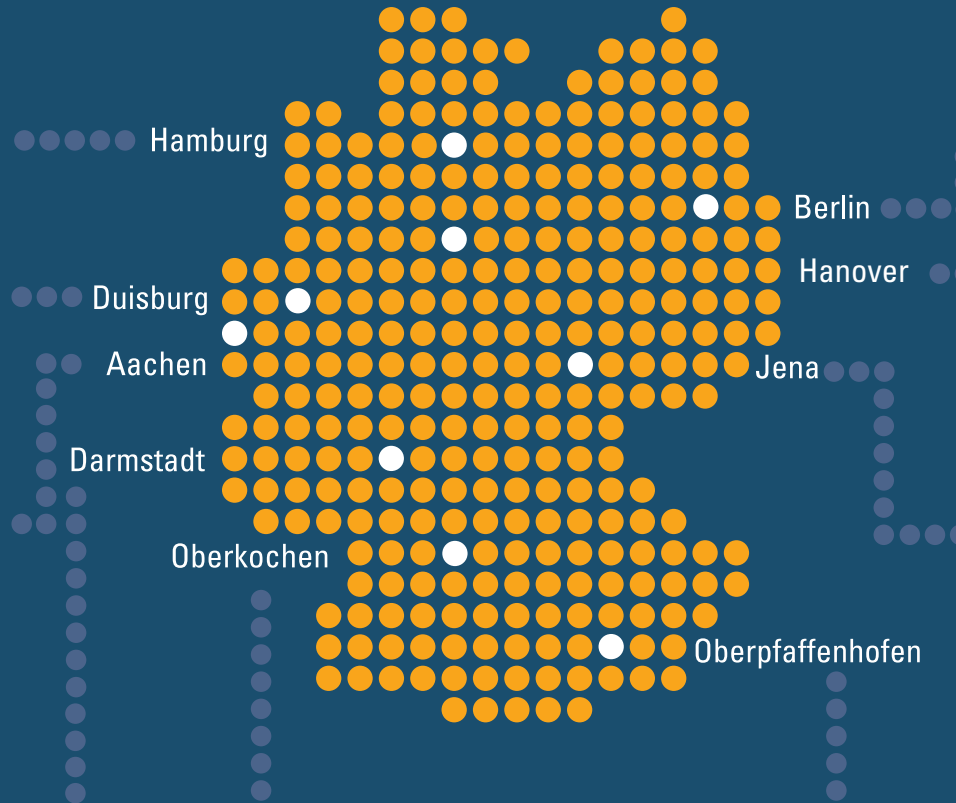 Hamburg
Berlin
Hanover
Duisburg
Aachen
Jena
Darmstadt
Oberkochen
Oberpfaffenhofen